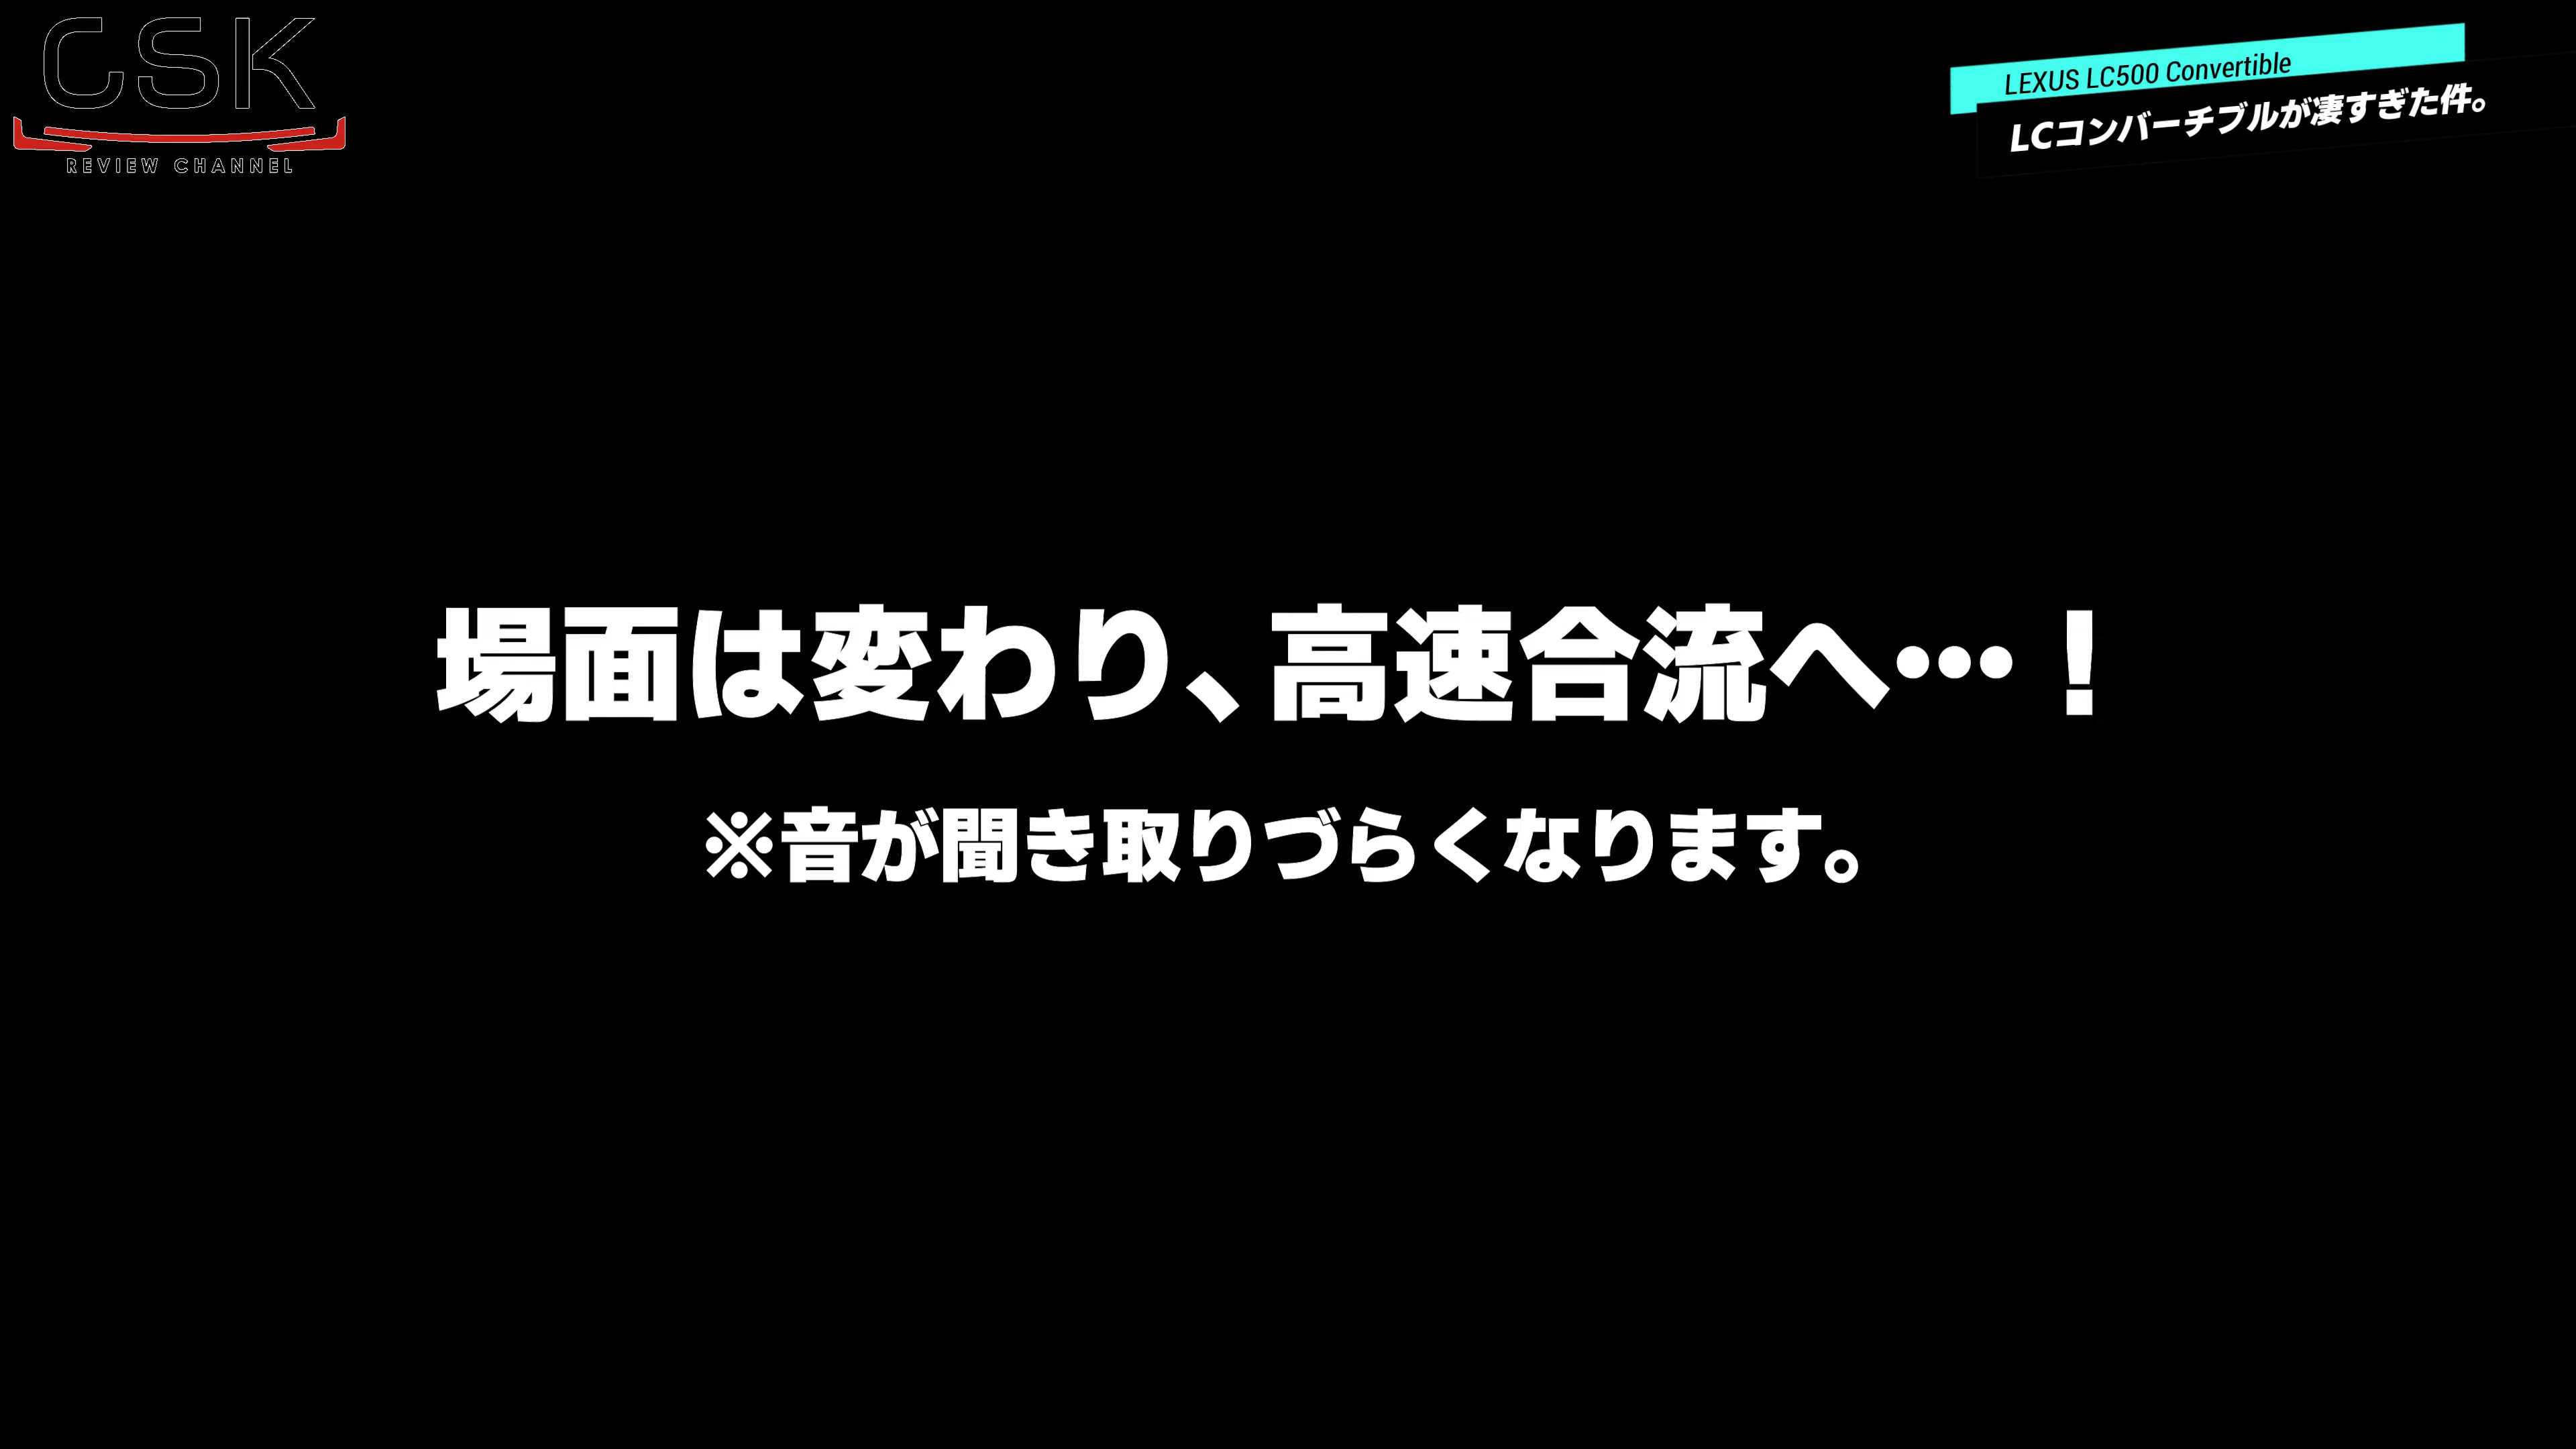 CSK
REVIEW CHANNEL
LEXUS LC500 Convertible
LCコンバーチブルが凄すぎた件。
場面は変わり、高速合流へ…！
※音が聞き取りづらくなります。